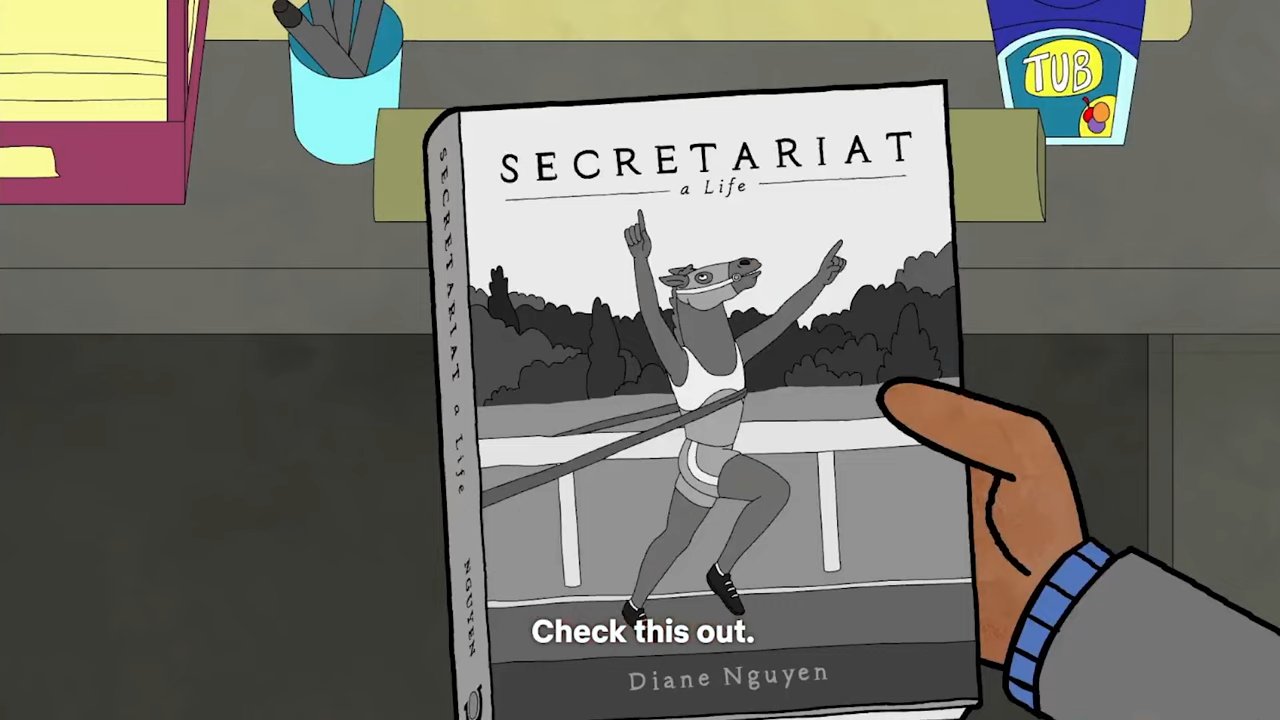 TUB
SECRETARIAT
a Life
SECRETARIAT a Life NGUYEN
Check this out.
Diane Nguyen